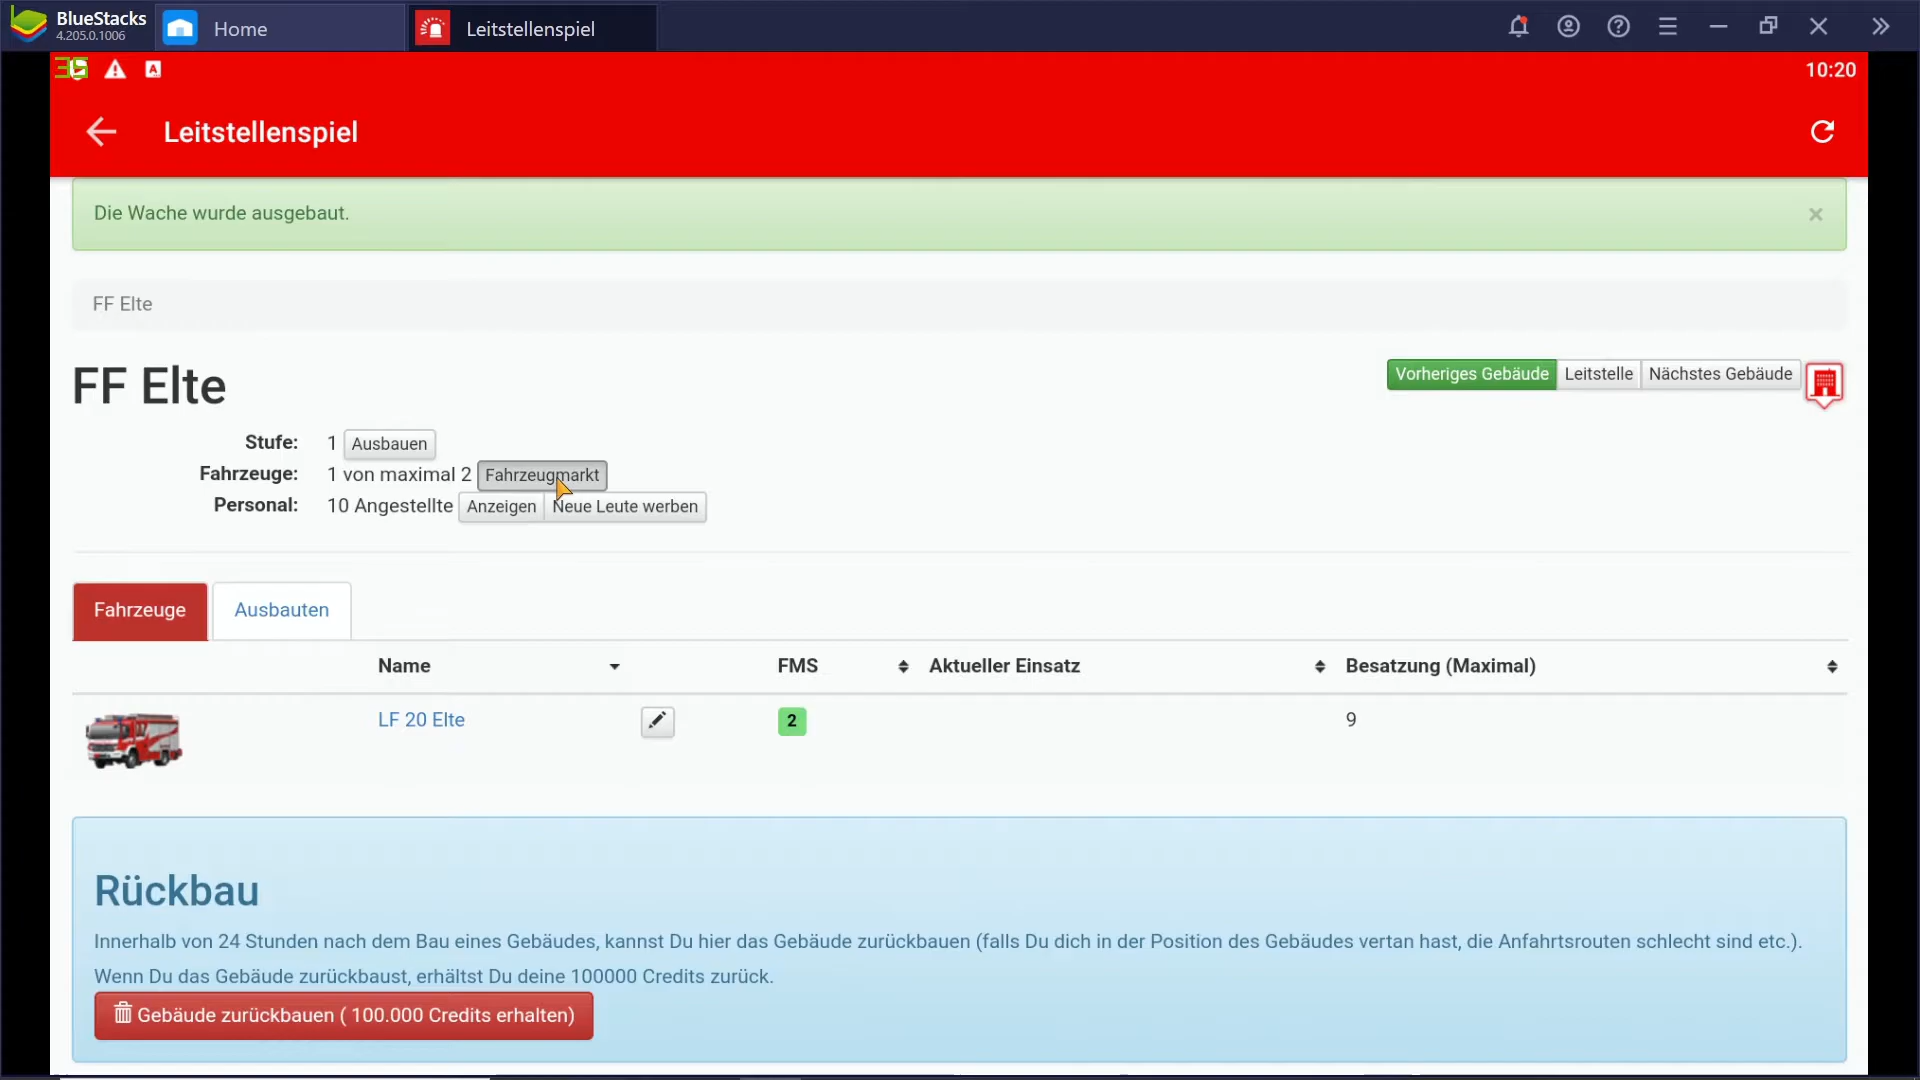 BlueStacks
4.205.0.1006
Home
Leitstellenspiel
10:20
Leitstellenspiel
Die Wache wurde ausgebaut.
×
FF Elte
FF Elte
Vorheriges Gebäude Leitstelle Nächstes Gebäude
Stufe: 1 Ausbauen
Fahrzeuge: 1 von maximal 2 Fahrzeugmarkt
Personal: 10 Angestellte Anzeigen Neue Leute werben
Fahrzeuge Ausbauten
Name FMS Aktueller Einsatz Besatzung (Maximal)
LF 20 Elte 2 9
Rückbau
Innerhalb von 24 Stunden nach dem Bau eines Gebäudes, kannst Du hier das Gebäude zurückbauen (falls Du dich in der Position des Gebäudes vertan hast, die Anfahrtsrouten schlecht sind etc.).
Wenn Du das Gebäude zurückbaust, erhältst Du deine 100000 Credits zurück.
Gebäude zurückbauen ( 100.000 Credits erhalten)